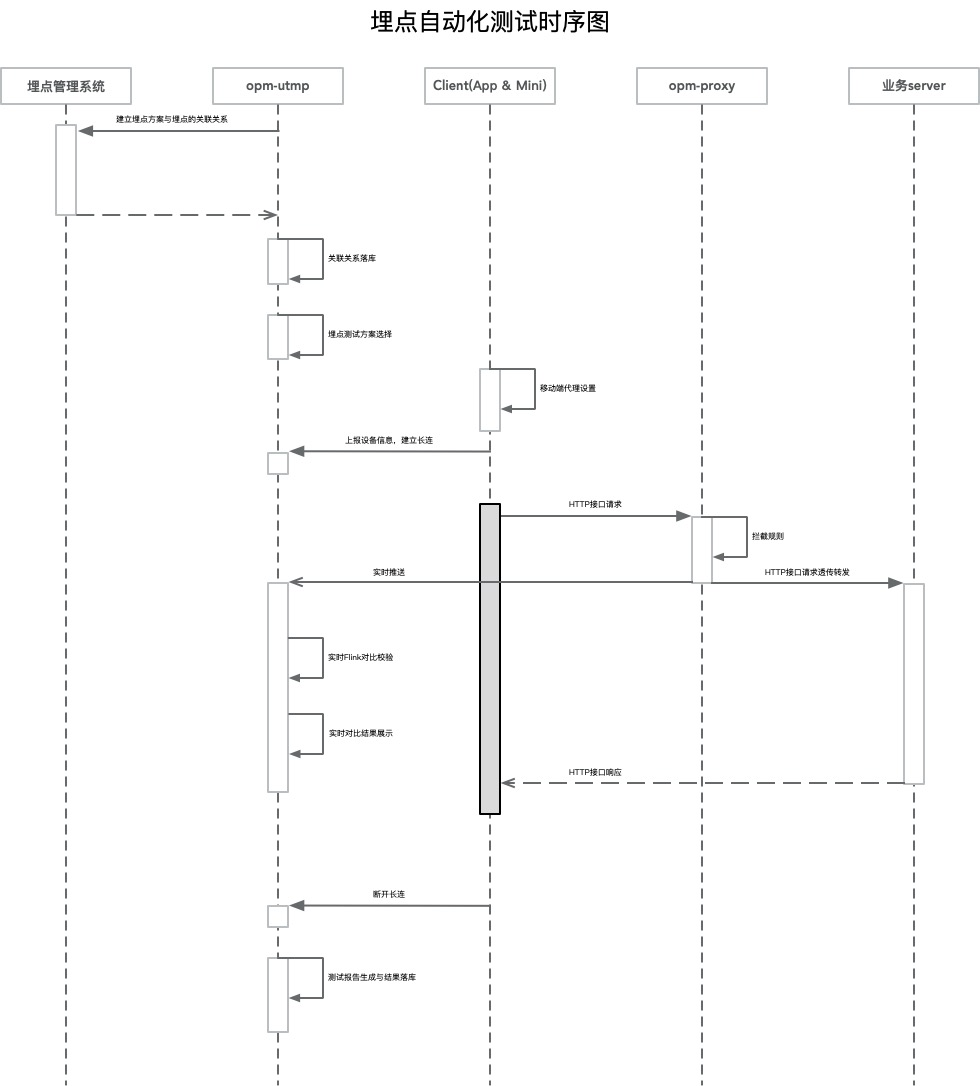 埋点自动化测试时序图
埋点管理系统
opm-utmp
Client(App & Mini)
opm-proxy
业务server
建立埋点方案与埋点的关联关系
关联关系落库
埋点测试方案选择
移动端代理设置
上报设备信息，建立长连
HTTP接口请求
拦截规则
实时推送
HTTP接口请求透传转发
实时Flink对比校验
实时对比结果展示
HTTP接口响应
断开长连
测试报告生成与结果落库